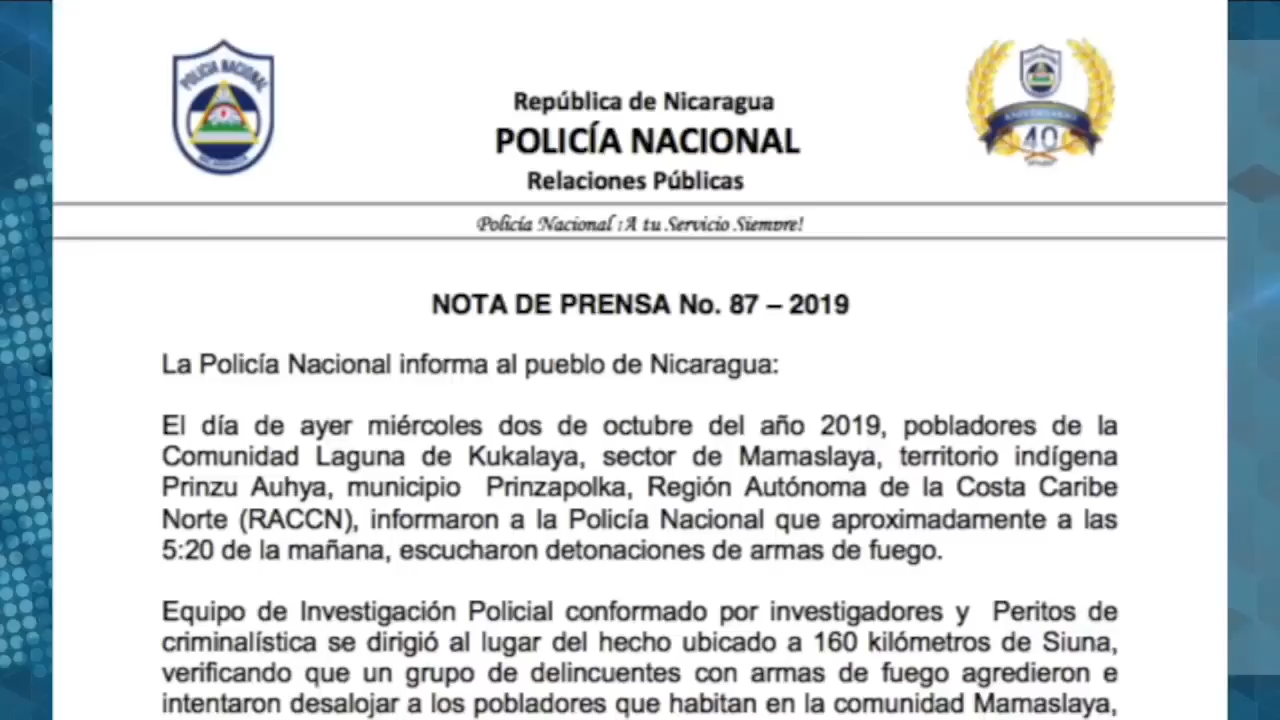 POLICÍA NACIONAL
República de Nicaragua
POLICÍA NACIONAL
Relaciones Públicas
ANIVERSARIO
40
Policía Nacional ¡A tu Servicio Siempre!
NOTA DE PRENSA No. 87 – 2019
La Policía Nacional informa al pueblo de Nicaragua:
El día de ayer miércoles dos de octubre del año 2019, pobladores de la
Comunidad Laguna de Kukalaya, sector de Mamaslaya, territorio indígena
Prinzu Auhya, municipio Prinzapolka, Región Autónoma de la Costa Caribe
Norte (RACCN), informaron a la Policía Nacional que aproximadamente a las
5:20 de la mañana, escucharon detonaciones de armas de fuego.
Equipo de Investigación Policial conformado por investigadores y Peritos de
criminalística se dirigió al lugar del hecho ubicado a 160 kilómetros de Siuna,
verificando que un grupo de delincuentes con armas de fuego agredieron e
intentaron desalojar a los pobladores que habitan en la comunidad Mamaslaya,